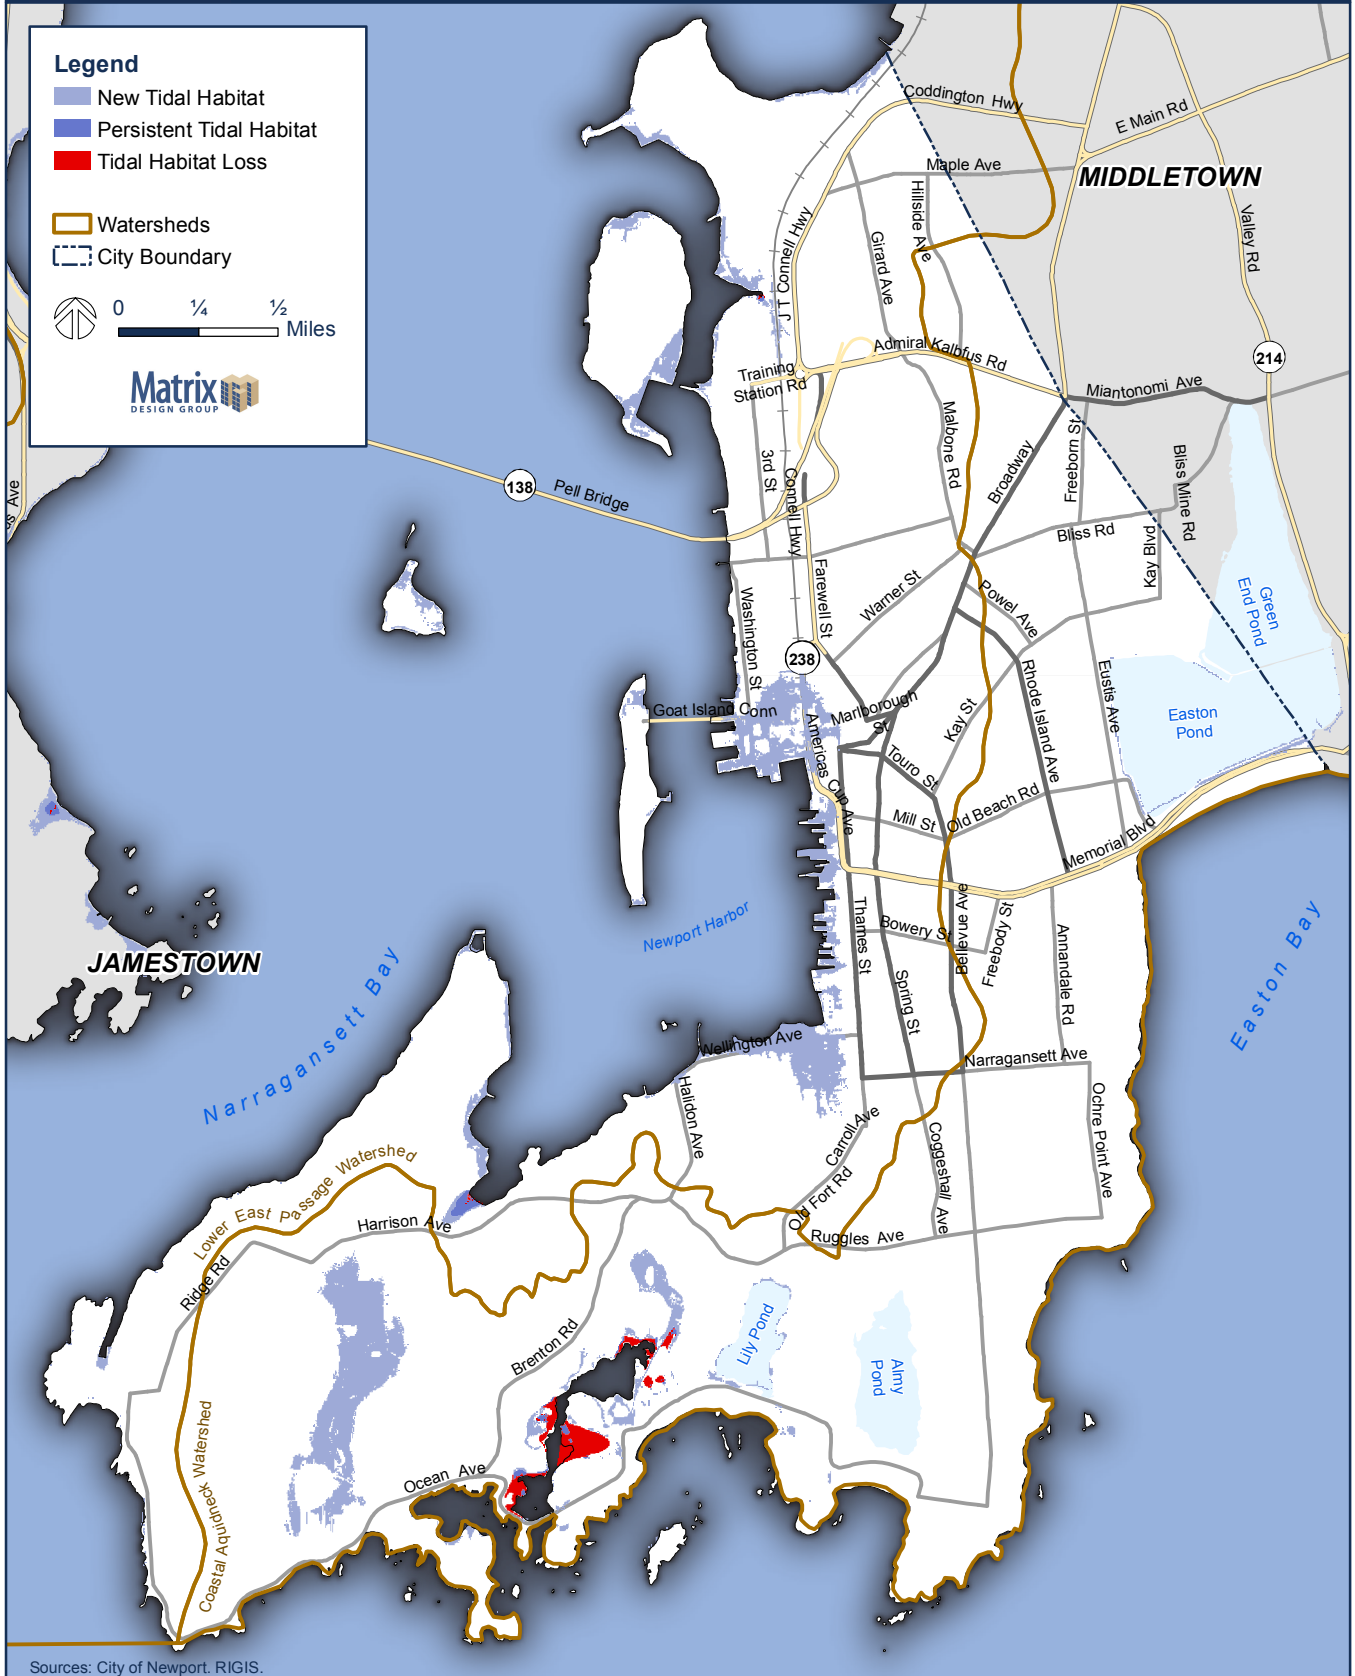 Legend
New Tidal Habitat
Persistent Tidal Habitat
Tidal Habitat Loss
Watersheds
City Boundary
0 ¼ ½
Miles
Matrix
DESIGN GROUP
Coddington Hwy
E Main Rd
Maple Ave
MIDDLETOWN
Hillside Ave
Valley Rd
J T Connell Hwy
Girard Ave
Admiral Kalbfus Rd
214
Training
Station Rd
Miantonomi Ave
Malbone Rd
Broadway
Freeborn St
Bliss Mine Rd
3rd St
Connell Hwy
138
Pell Bridge
Bliss Rd
Kay Blvd
Farewell St
Warner St
Powel Ave
Green
End Pond
Washington St
238
Rhode Island Ave
Eustis Ave
Goat Island Conn
Marlborough
St
Kay St
Easton
Pond
Americas Cup Ave
Touro St
Mill St
Old Beach Rd
Memorial Blvd
Thames St
Bowery St
Bellevue Ave
Freebody St
Annandale Rd
Newport Harbor
JAMESTOWN
Narragansett Bay
Easton Bay
Spring St
Wellington Ave
Narragansett Ave
Halidon Ave
Carroll Ave
Coggeshall Ave
Ochre Point Ave
Lower East Passage Watershed
Harrison Ave
Old Fort Rd
Ruggles Ave
Ridge Rd
Brenton Rd
Lily Pond
Almy
Pond
Coastal Aquidneck Watershed
Ocean Ave
Sources: City of Newport. RIGIS.